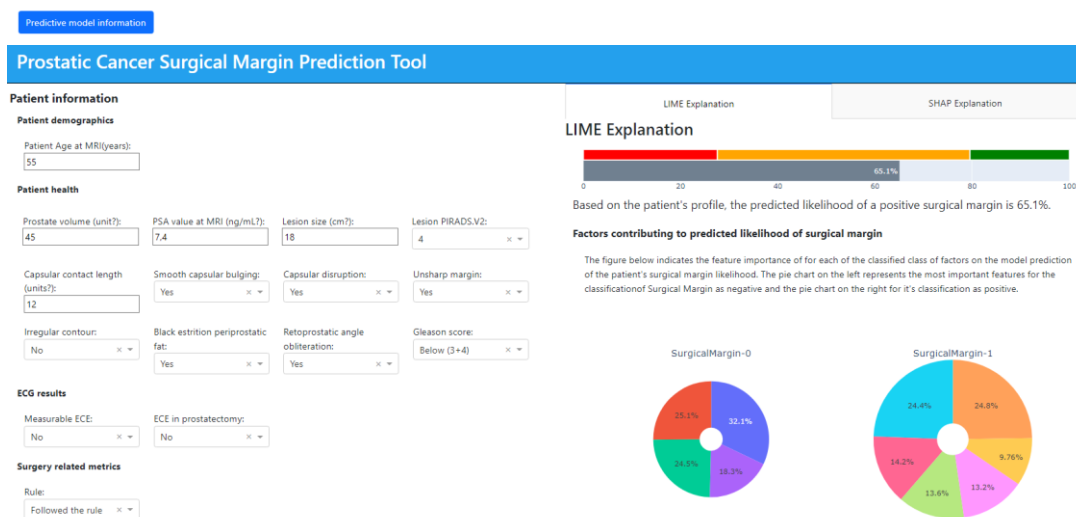 Predictive model information
Prostatic Cancer Surgical Margin Prediction Tool
Patient information
Patient demographics
Patient Age at MRI(years):
55
Patient health
Prostate volume (unit?):
45
PSA value at MRI (ng/mL?):
7.4
Lesion size (cm?):
18
Lesion PIRADS.V2:
4
Capsular contact length
(units?):
12
Smooth capsular bulging:
Yes
Capsular disruption:
Yes
Unsharp margin:
Yes
Irregular contour:
No
Black estrition periprostatic
fat:
Yes
Retoprostatic angle
obliteration:
Yes
Gleason score:
Below (3+4)
ECG results
Measurable ECE:
No
ECE in prostatectomy:
No
Surgery related metrics
Rule:
Followed the rule
LIME Explanation
SHAP Explanation
LIME Explanation
65.1%
0 20 40 60 80 100
Based on the patient's profile, the predicted likelihood of a positive surgical margin is 65.1%.
Factors contributing to predicted likelihood of surgical margin
The figure below indicates the feature importance of for each of the classified class of factors on the model prediction
of the patient's surgical margin likelihood. The pie chart on the left represents the most important features for the
classificationof Surgical Margin as negative and the pie chart on the right for it's classification as positive.
SurgicalMargin-0
25.1%
32.1%
24.5%
18.3%
SurgicalMargin-1
24.4%
24.8%
14.2%
9.76%
13.6%
13.2%